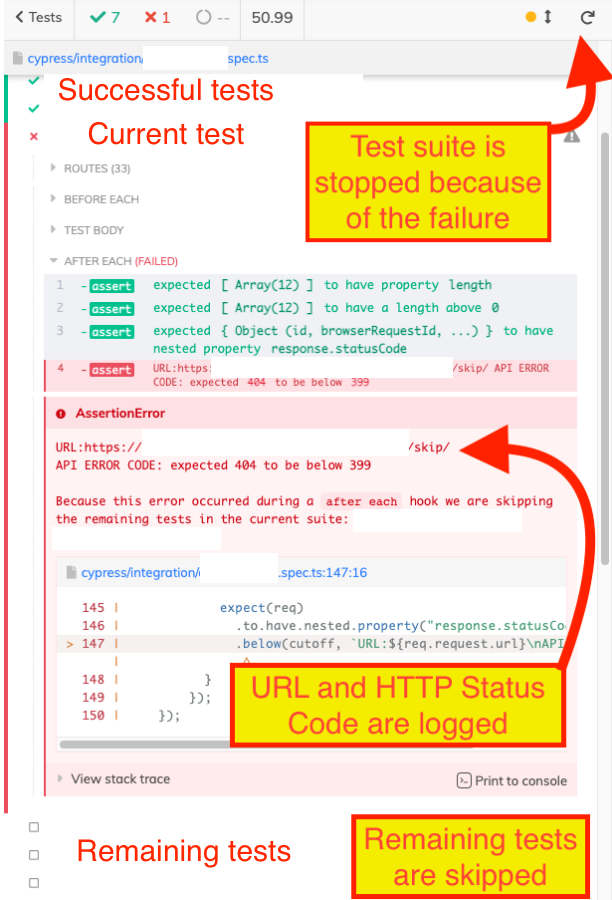 Tests 7 1 -- 50.99
cypress/integration/ spec.ts
Successful tests
Current test
Test suite is
stopped because
of the failure
ROUTES (33)
BEFORE EACH
TEST BODY
AFTER EACH (FAILED)
1 -assert expected [ Array(12) ] to have property length
2 -assert expected [ Array(12) ] to have a length above 0
3 -assert expected { Object (id, browserRequestId, ...) } to have
nested property response.statusCode
4 -assert URL:https: /skip/ API ERROR
CODE: expected 404 to be below 399
AssertionError
URL:https:// /skip/
API ERROR CODE: expected 404 to be below 399
Because this error occurred during a after each hook we are skipping
the remaining tests in the current suite:
cypress/integration/ .spec.ts:147:16
145 | expect(req)
146 | .to.have.nested.property("response.statusCo
> 147 | .below(cutoff, `URL:${req.request.url}\nAPI
| ^
148 | }
149 | });
150 | });
URL and HTTP Status
Code are logged
View stack trace
Print to console
Remaining tests
Remaining tests
are skipped